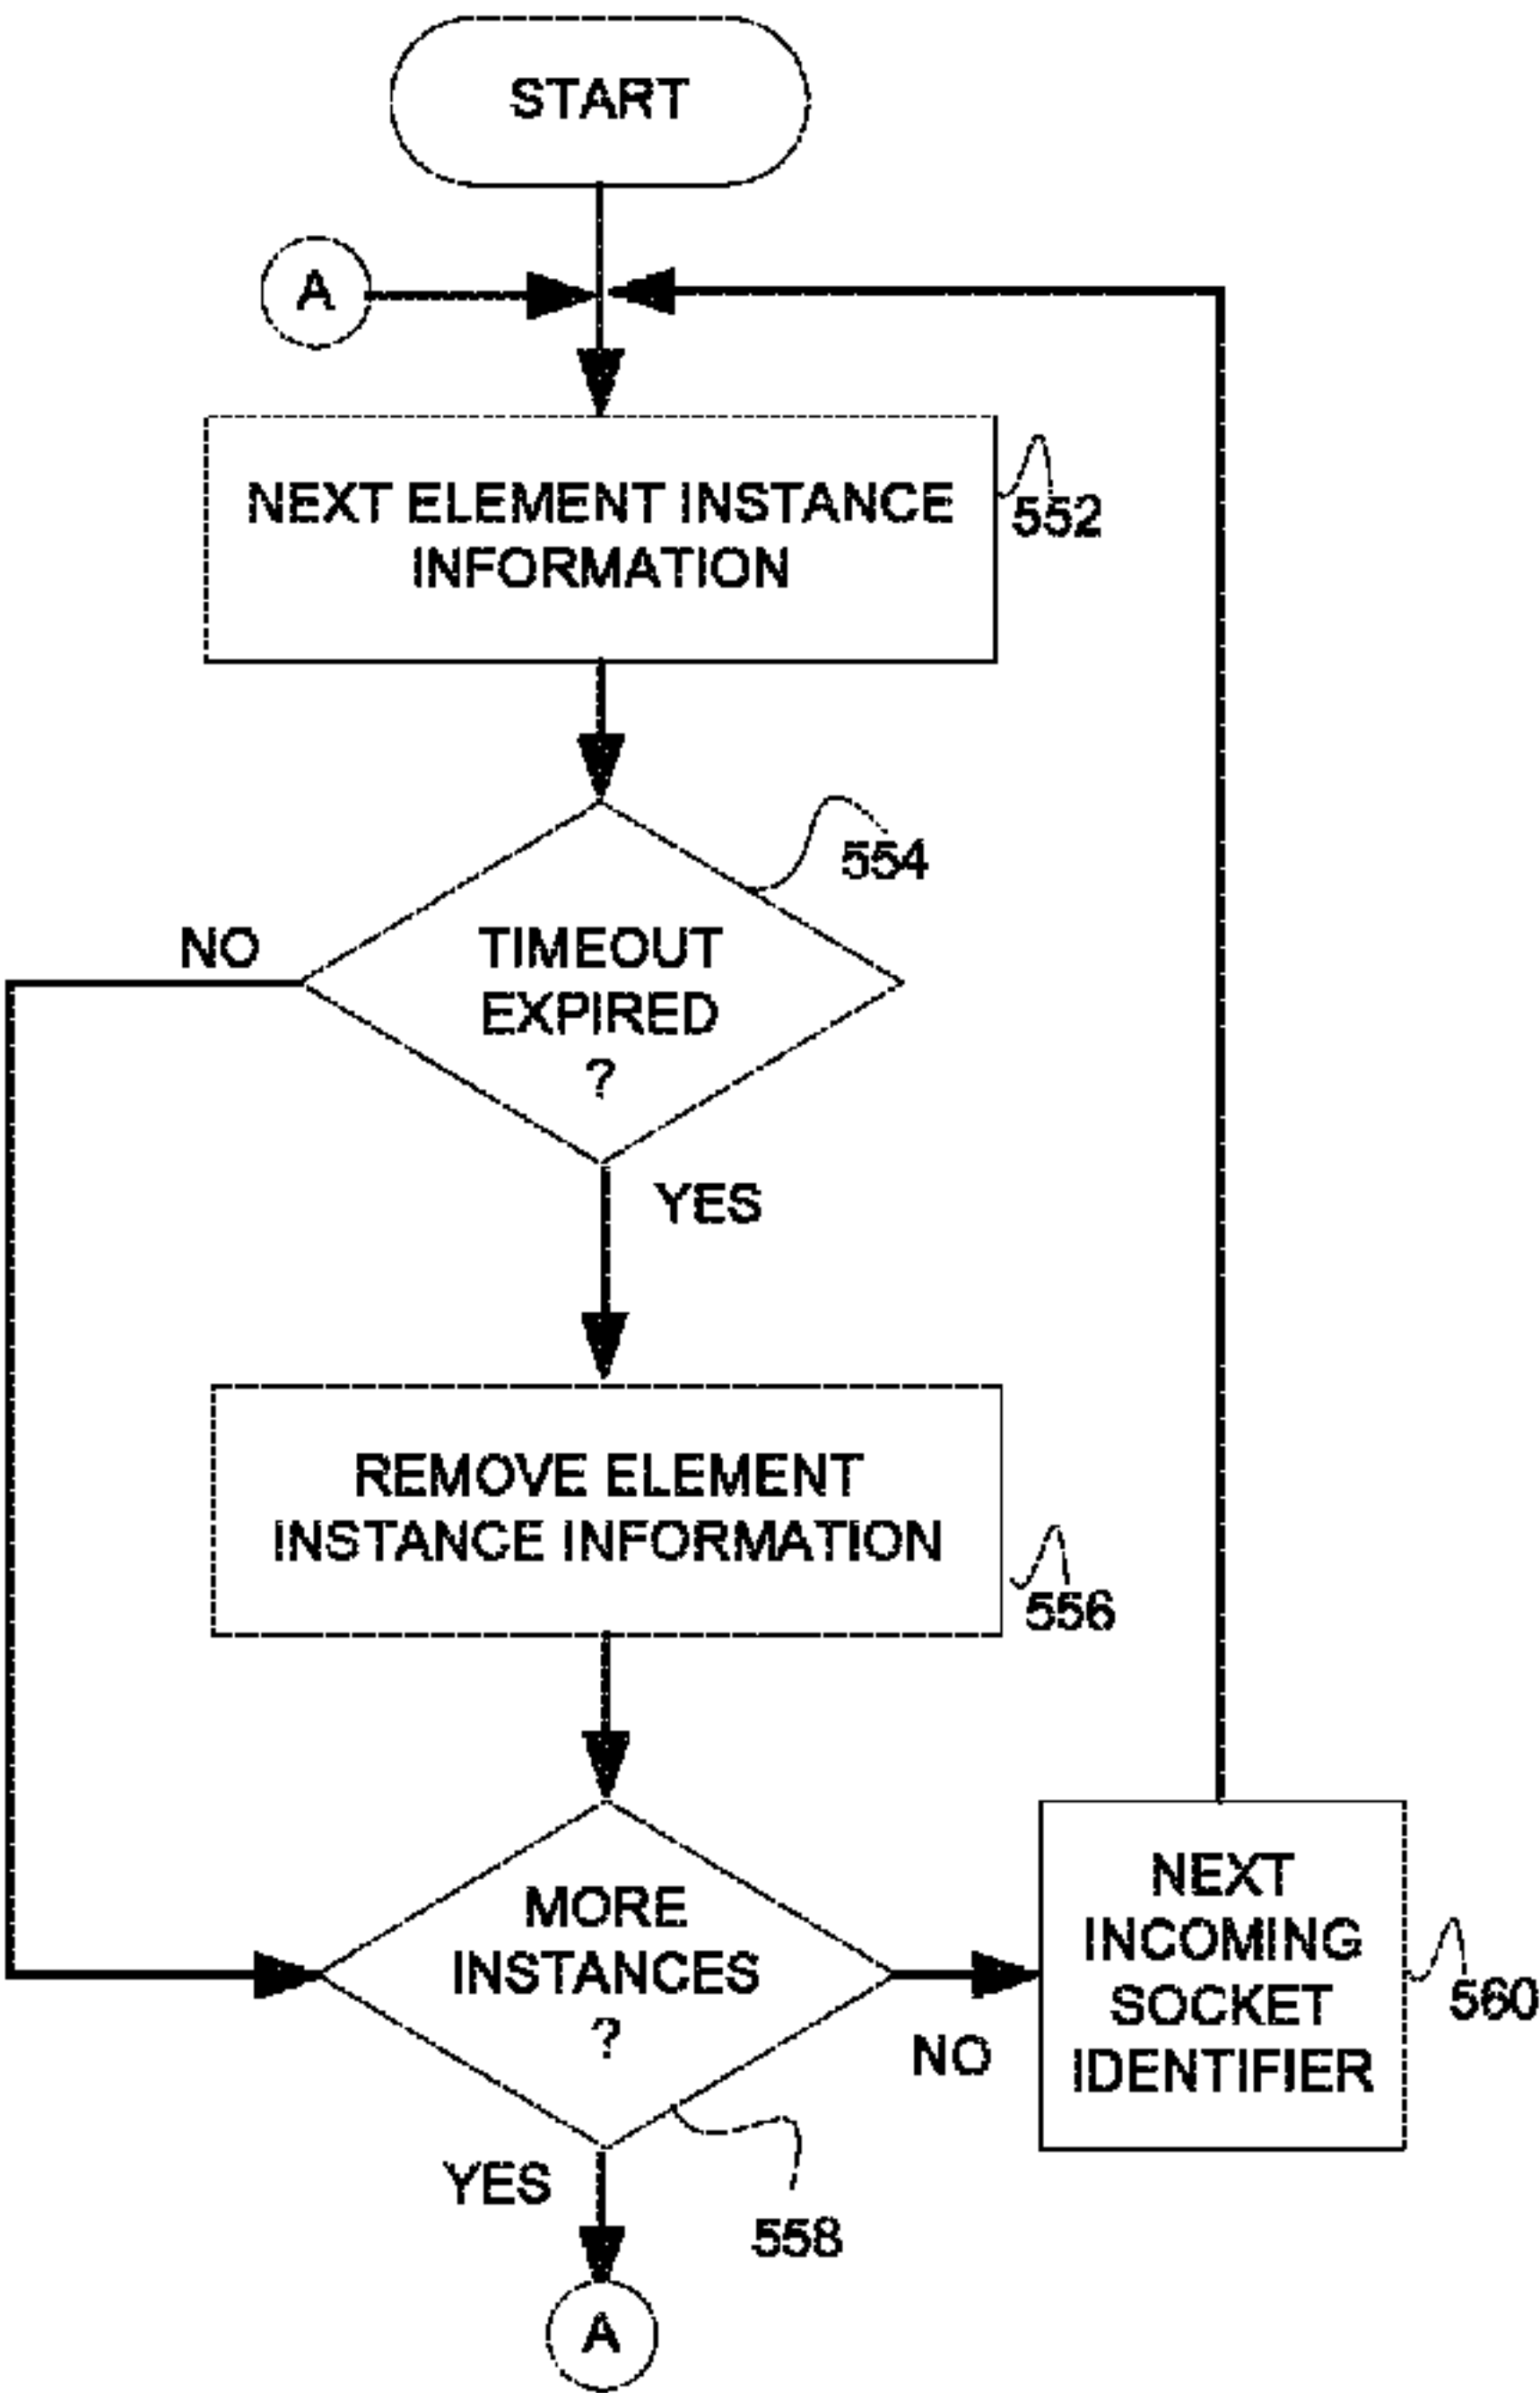 START
A
NEXT ELEMENT INSTANCE
INFORMATION
552
554
NO
TIMEOUT
EXPIRED
?
YES
REMOVE ELEMENT
INSTANCE INFORMATION
556
MORE
INSTANCES
?
NO
NEXT
INCOMING
SOCKET
IDENTIFIER
560
YES
558
A